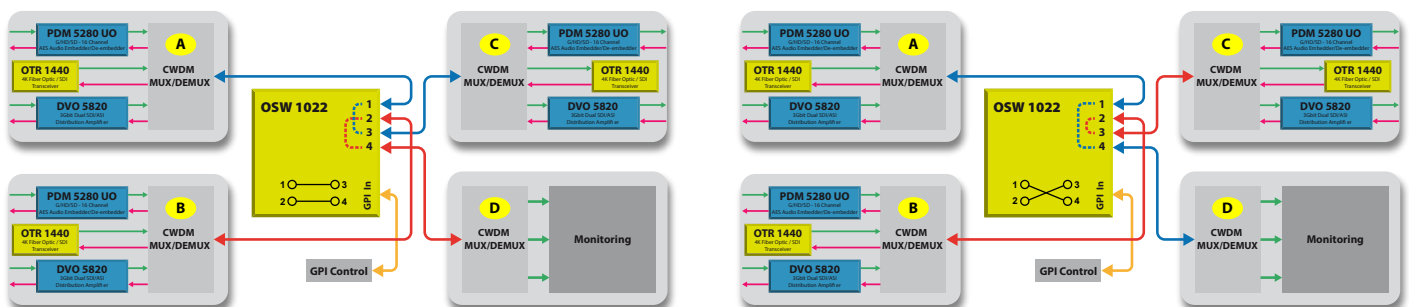 PDM 5280 UO
G/HD/SD - 16 Channel
AES Audio Embedder/De-embedder
OTR 1440
4K Fiber Optic / SDI
Transceiver
DVO 5820
3Gbit Dual SDI/ASI
Distribution Amplifier
A
CWDM
MUX/DEMUX
PDM 5280 UO
G/HD/SD - 16 Channel
AES Audio Embedder/De-embedder
OTR 1440
4K Fiber Optic / SDI
Transceiver
DVO 5820
3Gbit Dual SDI/ASI
Distribution Amplifier
B
CWDM
MUX/DEMUX
OSW 1022
1
2
3
4
1 3
2 4
GPI In
GPI Control
C
CWDM
MUX/DEMUX
PDM 5280 UO
G/HD/SD - 16 Channel
AES Audio Embedder/De-embedder
OTR 1440
4K Fiber Optic / SDI
Transceiver
DVO 5820
3Gbit Dual SDI/ASI
Distribution Amplifier
D
CWDM
MUX/DEMUX
Monitoring
PDM 5280 UO
G/HD/SD - 16 Channel
AES Audio Embedder/De-embedder
OTR 1440
4K Fiber Optic / SDI
Transceiver
DVO 5820
3Gbit Dual SDI/ASI
Distribution Amplifier
A
CWDM
MUX/DEMUX
PDM 5280 UO
G/HD/SD - 16 Channel
AES Audio Embedder/De-embedder
OTR 1440
4K Fiber Optic / SDI
Transceiver
DVO 5820
3Gbit Dual SDI/ASI
Distribution Amplifier
B
CWDM
MUX/DEMUX
OSW 1022
1
2
3
4
1 3
2 4
GPI In
GPI Control
C
CWDM
MUX/DEMUX
PDM 5280 UO
G/HD/SD - 16 Channel
AES Audio Embedder/De-embedder
OTR 1440
4K Fiber Optic / SDI
Transceiver
DVO 5820
3Gbit Dual SDI/ASI
Distribution Amplifier
D
CWDM
MUX/DEMUX
Monitoring